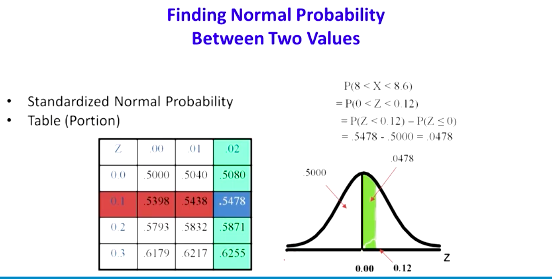 Finding Normal Probability
Between Two Values
• Standardized Normal Probability
• Table (Portion)
P(8 < X < 8.6)
= P(0 < Z < 0.12)
= P(Z < 0.12) – P(Z ≤ 0)
= .5478 - .5000 = .0478
Z .00 .01 .02
0.0 .5000 .5040 .5080
0.1 .5398 .5438 .5478
0.2 .5793 .5832 .5871
0.3 .6179 .6217 .6255
.0478
.5000
Z
0.00 0.12